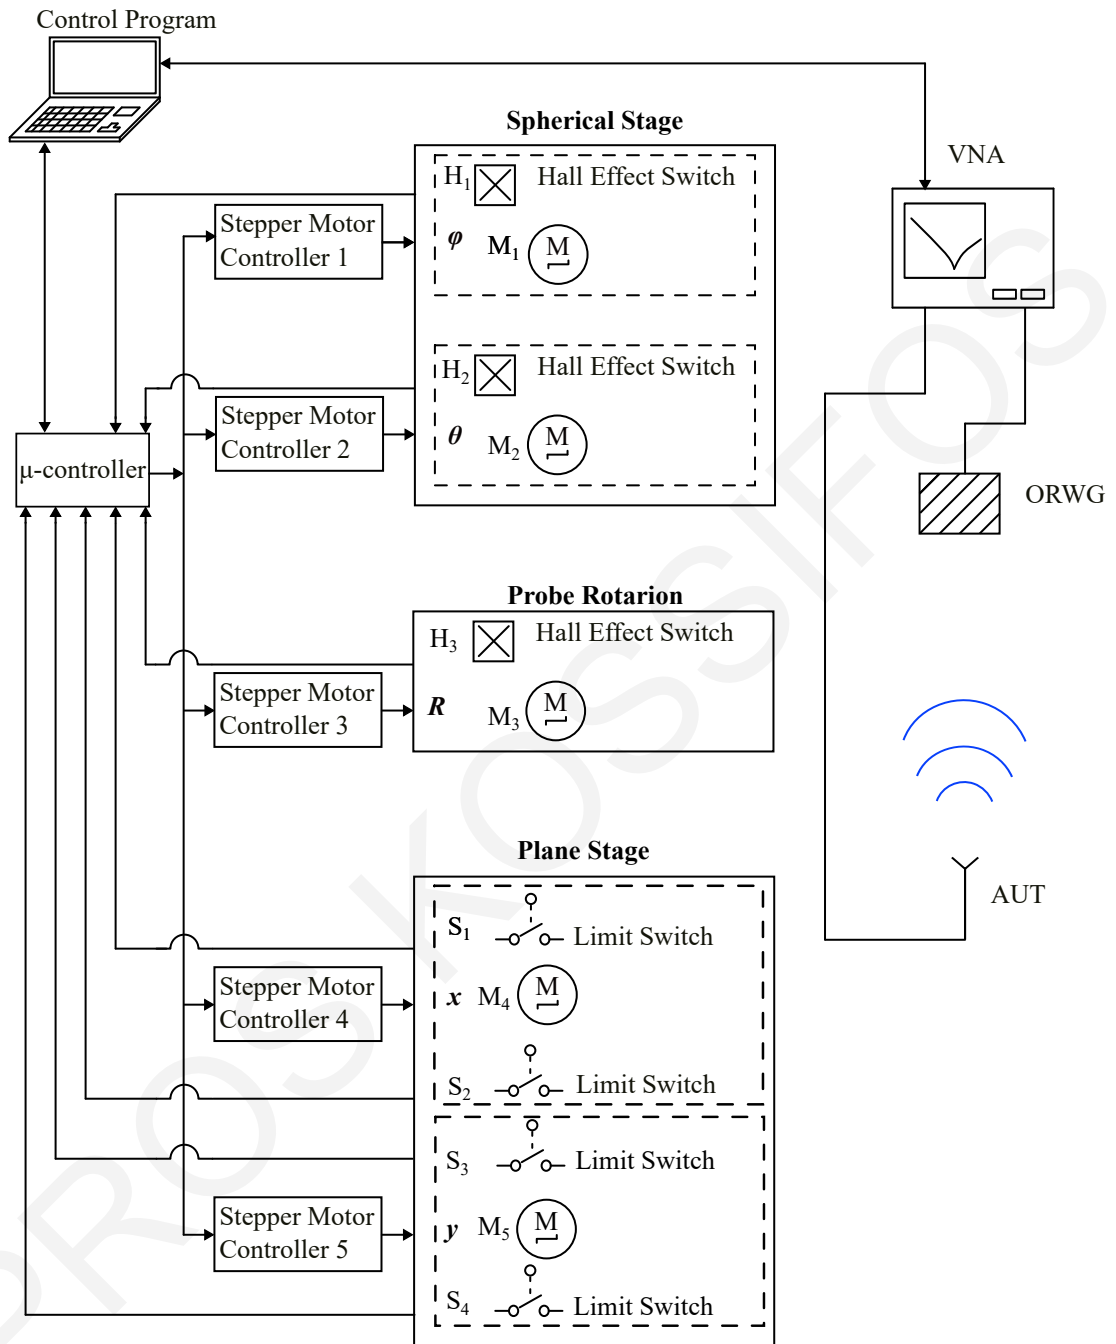 Control Program
Spherical Stage
VNA
H₁ Hall Effect Switch
Stepper Motor
Controller 1
φ M₁ M
H₂ Hall Effect Switch
Stepper Motor
Controller 2
θ M₂ M
μ-controller
ORWG
Probe Rotarion
H₃ Hall Effect Switch
Stepper Motor
Controller 3
R M₃ M
Plane Stage
AUT
S₁ Limit Switch
Stepper Motor
Controller 4
x M₄ M
S₂ Limit Switch
S₃ Limit Switch
Stepper Motor
Controller 5
y M₅ M
S₄ Limit Switch
PROS KOSSIFOS